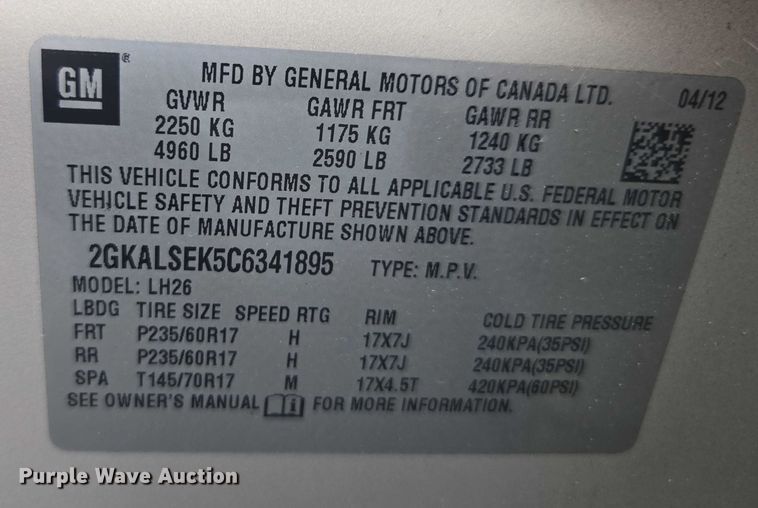 GM ®
MFD BY GENERAL MOTORS OF CANADA LTD. 04/12
GVWR GAWR FRT GAWR RR
2250 KG 1175 KG 1240 KG
4960 LB 2590 LB 2733 LB
THIS VEHICLE CONFORMS TO ALL APPLICABLE U.S. FEDERAL MOTOR
VEHICLE SAFETY AND THEFT PREVENTION STANDARDS IN EFFECT ON
THE DATE OF MANUFACTURE SHOWN ABOVE.
2GKALSEK5C6341895 TYPE: M.P.V.
MODEL: LH26
LBDG TIRE SIZE SPEED RTG RIM COLD TIRE PRESSURE
FRT P235/60R17 H 17X7J 240KPA(35PSI)
RR P235/60R17 H 17X7J 240KPA(35PSI)
SPA T145/70R17 M 17X4.5T 420KPA(60PSI)
SEE OWNER'S MANUAL FOR MORE INFORMATION.
Purple Wave Auction